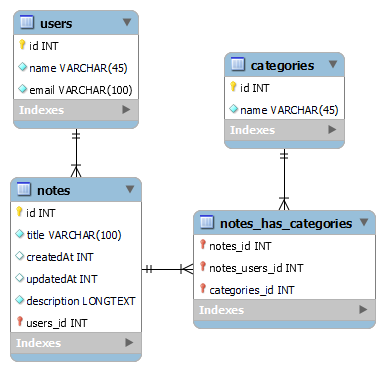 users
id INT
name VARCHAR(45)
email VARCHAR(100)
Indexes
categories
id INT
name VARCHAR(45)
Indexes
notes
id INT
title VARCHAR(100)
createdAt INT
updatedAt INT
description LONGTEXT
users_id INT
Indexes
notes_has_categories
notes_id INT
notes_users_id INT
categories_id INT
Indexes